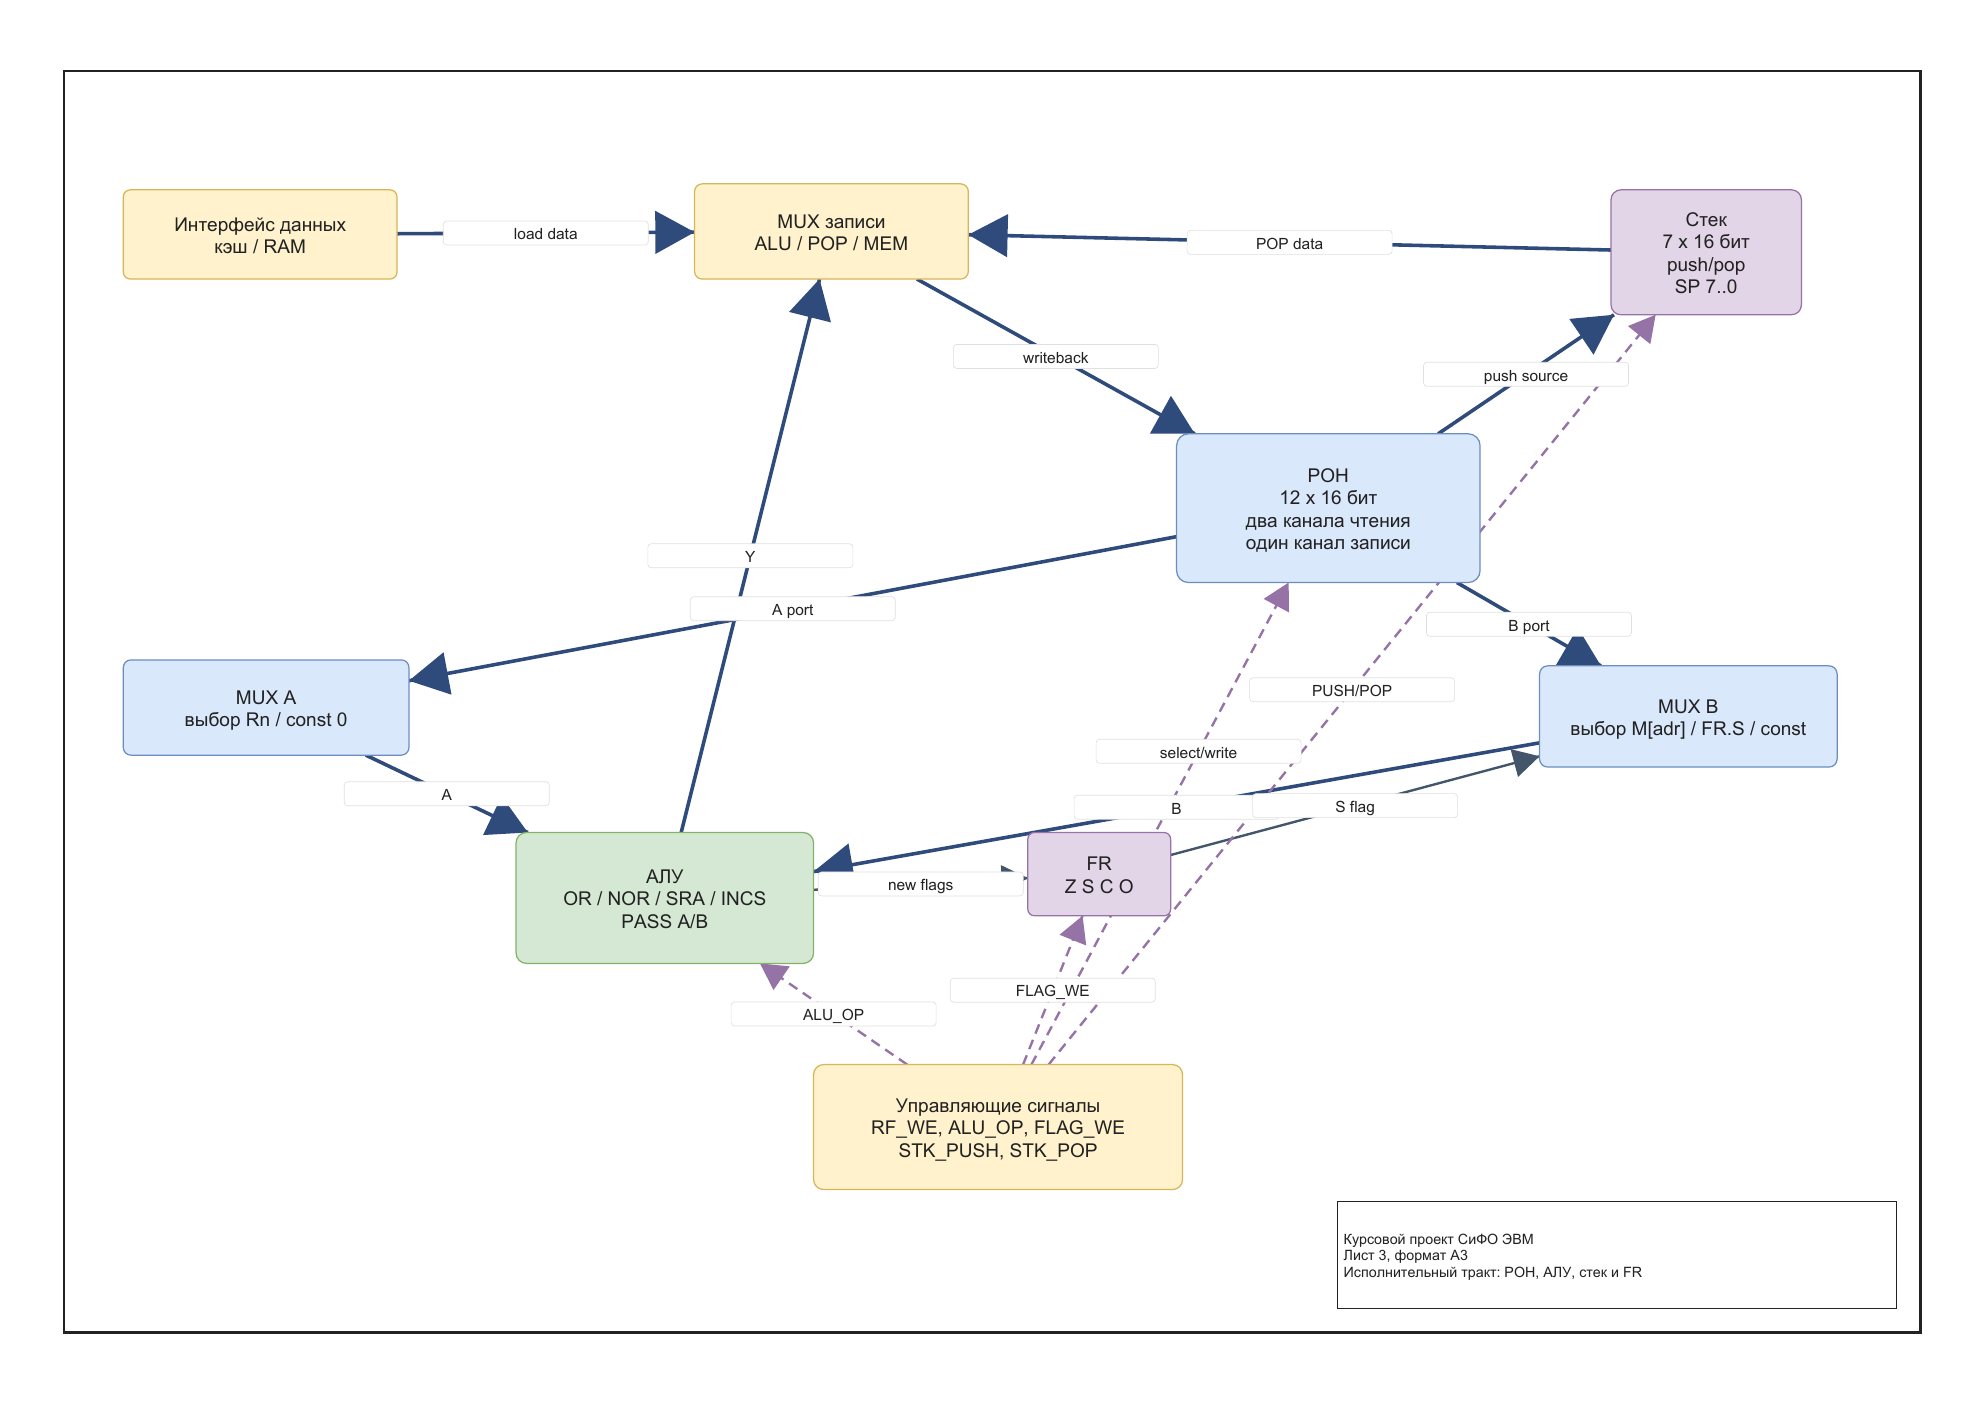 Интерфейс данных
кэш / RAM
load data
MUX записи
ALU / POP / MEM
POP data
Стек
7 x 16 бит
push/pop
SP 7..0
writeback
push source
РОН
12 x 16 бит
два канала чтения
один канал записи
Y
A port
B port
MUX A
выбор Rn / const 0
PUSH/POP
MUX B
выбор M[adr] / FR.S / const
select/write
A
B
S flag
АЛУ
OR / NOR / SRA / INCS
PASS A/B
new flags
FR
Z S C O
FLAG_WE
ALU_OP
Управляющие сигналы
RF_WE, ALU_OP, FLAG_WE
STK_PUSH, STK_POP
Курсовой проект СиФО ЭВМ
Лист 3, формат А3
Исполнительный тракт: РОН, АЛУ, стек и FR